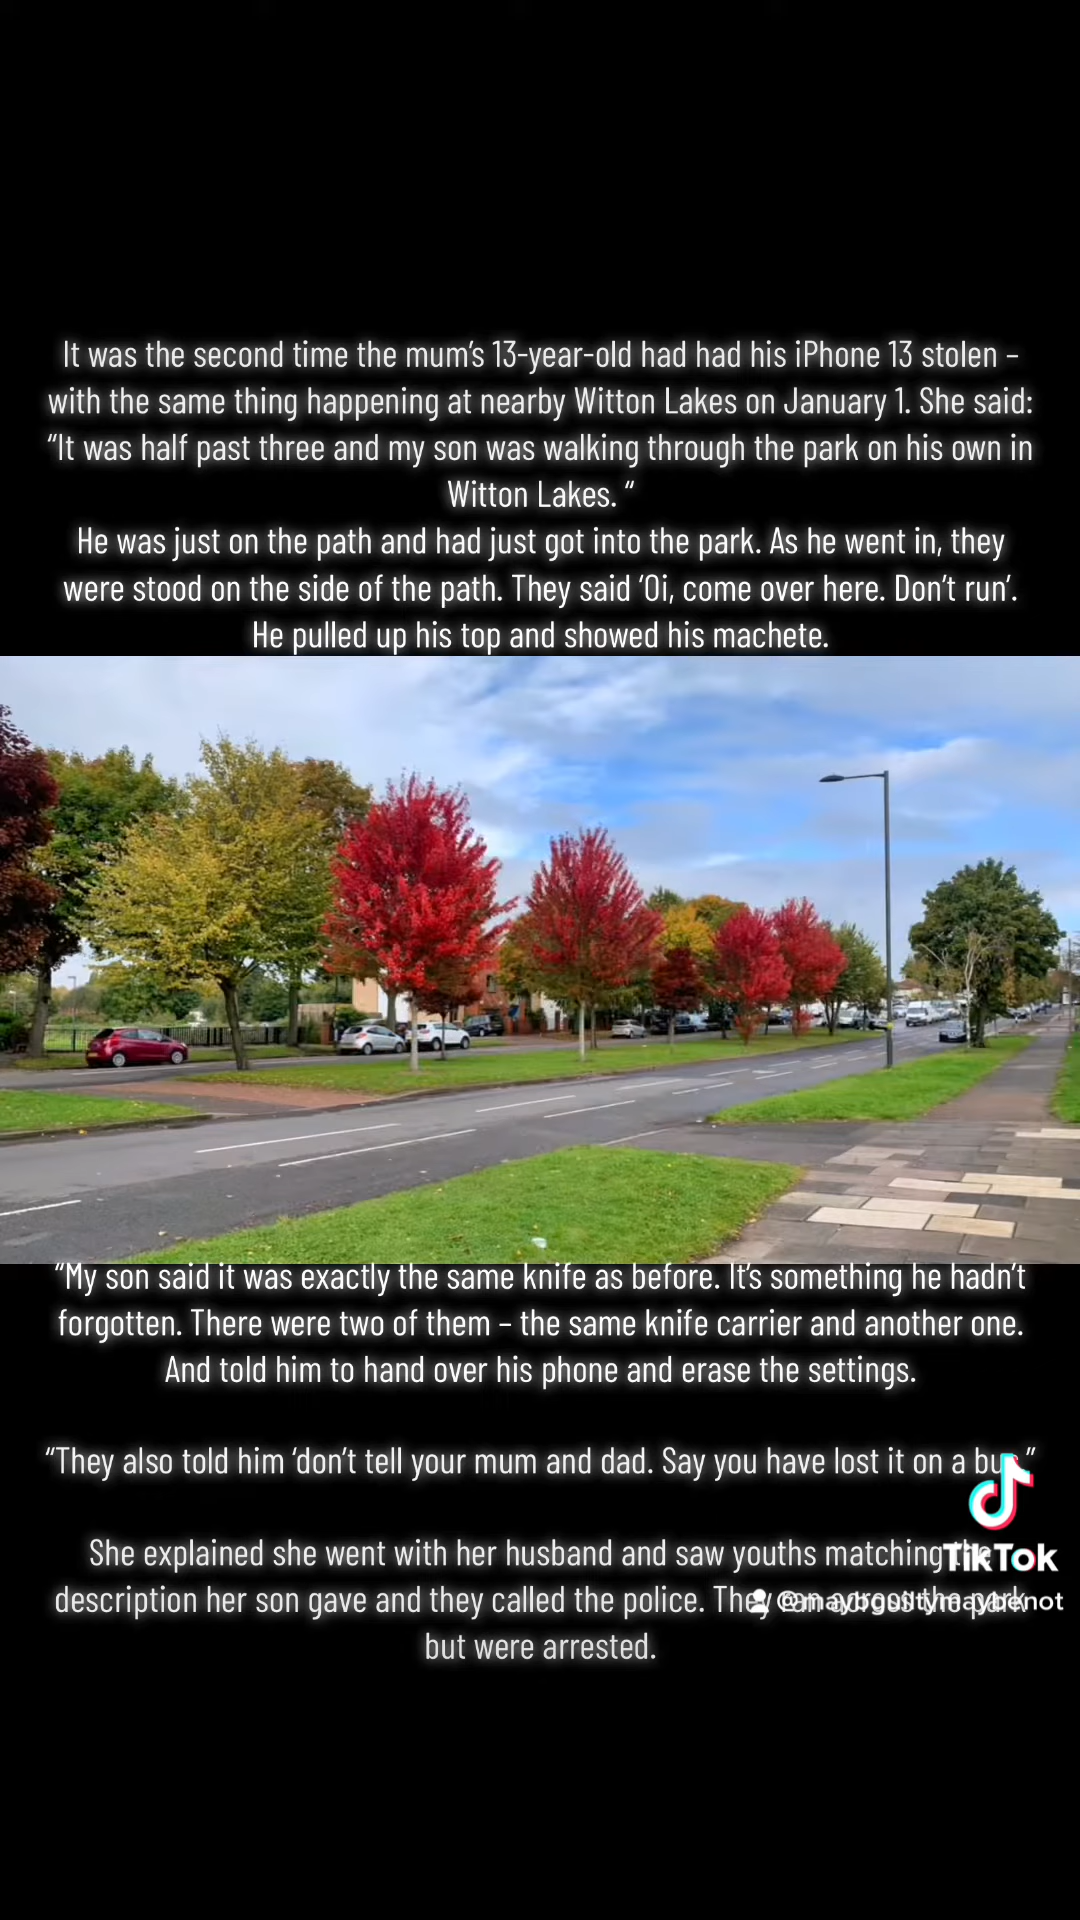 It was the second time the mum’s 13-year-old had had his iPhone 13 stolen –
with the same thing happening at nearby Witton Lakes on January 1. She said:
“It was half past three and my son was walking through the park on his own in
Witton Lakes. “
He was just on the path and had just got into the park. As he went in, they
were stood on the side of the path. They said ‘Oi, come over here. Don’t run’.
He pulled up his top and showed his machete.
“My son said it was exactly the same knife as before. It’s something he hadn’t
forgotten. There were two of them – the same knife carrier and another one.
And told him to hand over his phone and erase the settings.
“They also told him ‘don’t tell your mum and dad. Say you have lost it on a
She explained she went with her husband and saw youths matching the
TikTok
description her son gave and they called the police. They ran across the park
@maybguiltymaybenot
but were arrested.